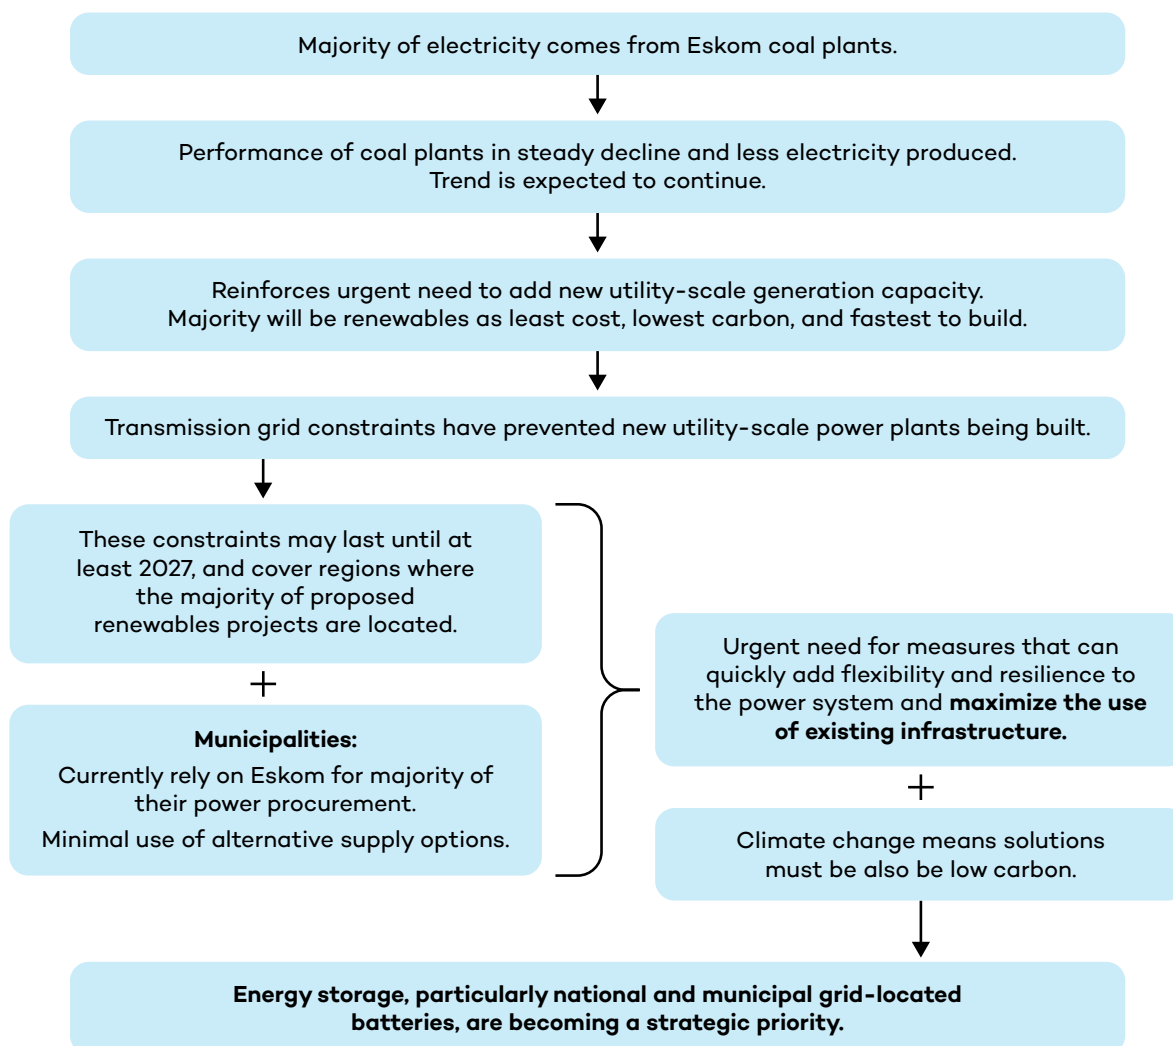 Majority of electricity comes from Eskom coal plants.
Performance of coal plants in steady decline and less electricity produced.
Trend is expected to continue.
Reinforces urgent need to add new utility-scale generation capacity.
Majority will be renewables as least cost, lowest carbon, and fastest to build.
Transmission grid constraints have prevented new utility-scale power plants being built.
These constraints may last until at
least 2027, and cover regions where
the majority of proposed
renewables projects are located.
+
Municipalities:
Currently rely on Eskom for majority of
their power procurement.
Minimal use of alternative supply options.
Urgent need for measures that can
quickly add flexibility and resilience to
the power system and maximize the use
of existing infrastructure.
+
Climate change means solutions
must be also be low carbon.
Energy storage, particularly national and municipal grid-located
batteries, are becoming a strategic priority.